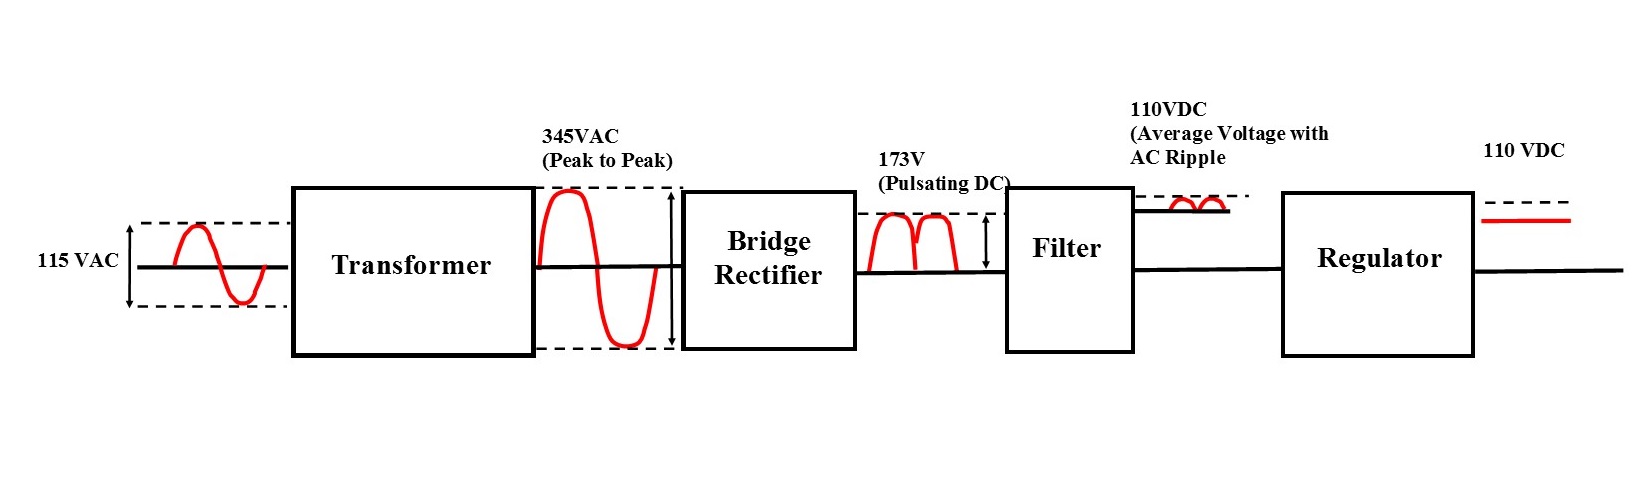 115 VAC
Transformer
345VAC
(Peak to Peak)
Bridge
Rectifier
173V
(Pulsating DC)
Filter
110VDC
(Average Voltage with
AC Ripple
Regulator
110 VDC